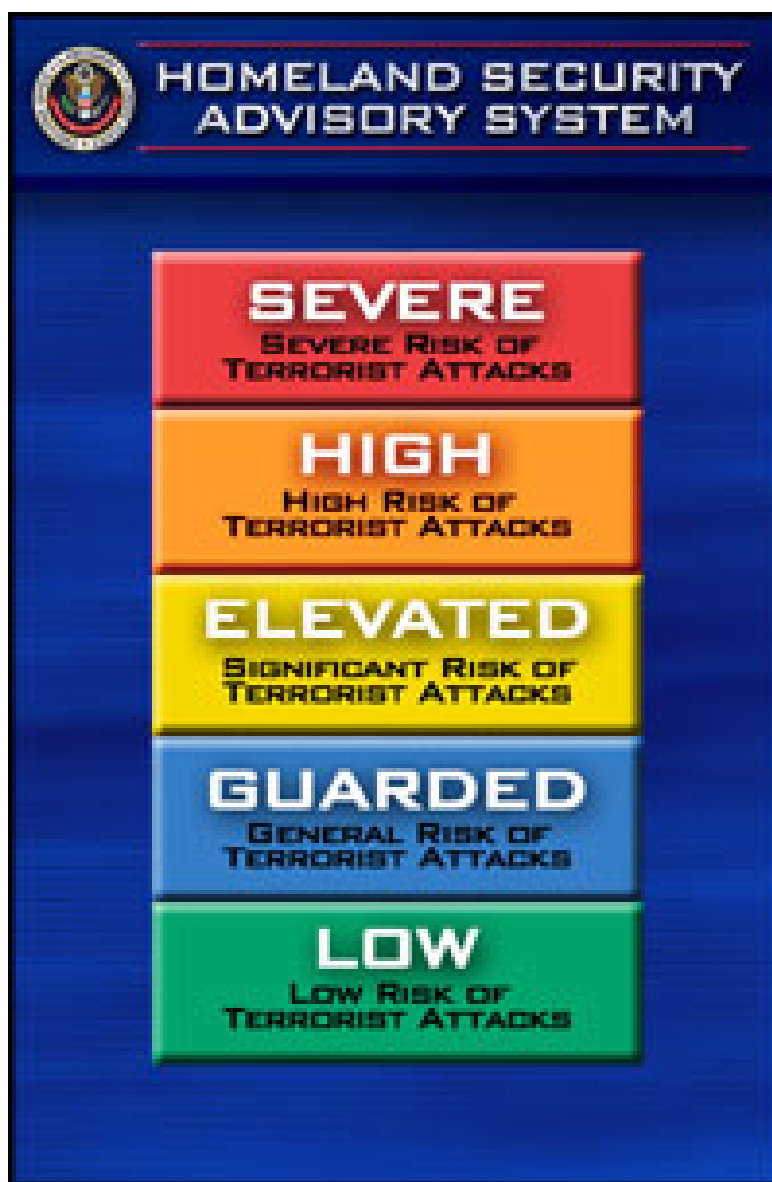 HOMELAND SECURITY
ADVISORY SYSTEM
SEVERE
SEVERE RISK OF
TERRORIST ATTACKS
HIGH
HIGH RISK OF
TERRORIST ATTACKS
ELEVATED
SIGNIFICANT RISK OF
TERRORIST ATTACKS
GUARDED
GENERAL RISK OF
TERRORIST ATTACKS
LOW
LOW RISK OF
TERRORIST ATTACKS